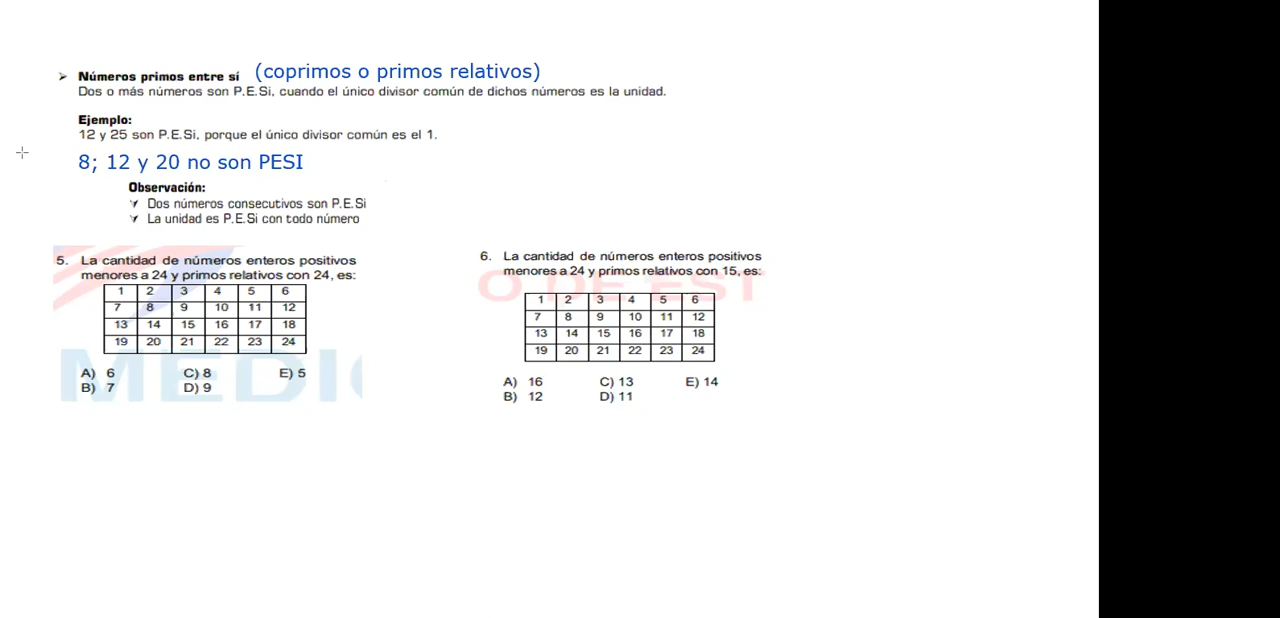 ➢ Números primos entre sí (coprimos o primos relativos)
Dos o más números son P.E.Si, cuando el único divisor común de dichos números es la unidad.
Ejemplo:
12 y 25 son P.E.Si, porque el único divisor común es el 1.
8; 12 y 20 no son PESI
Observación:
Dos números consecutivos son P.E.Si
La unidad es P.E.Si con todo número
5. La cantidad de números enteros positivos
menores a 24 y primos relativos con 24, es:
1 2 3 4 5 6
7 8 9 10 11 12
13 14 15 16 17 18
19 20 21 22 23 24
A) 6 C) 8 E) 5
B) 7 D) 9
MEDIC
6. La cantidad de números enteros positivos
menores a 24 y primos relativos con 15, es:
O DE EST
1 2 3 4 5 6
7 8 9 10 11 12
13 14 15 16 17 18
19 20 21 22 23 24
A) 16 C) 13 E) 14
B) 12 D) 11